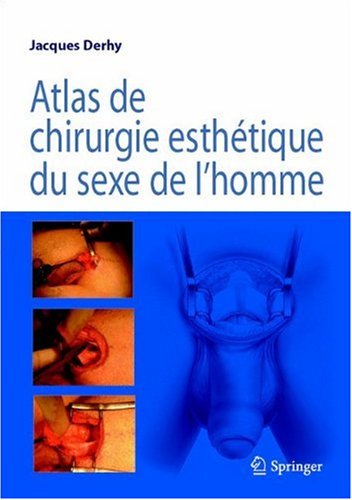 Jacques Derhy
Atlas de
chirurgie esthétique
du sexe de l'homme
Springer